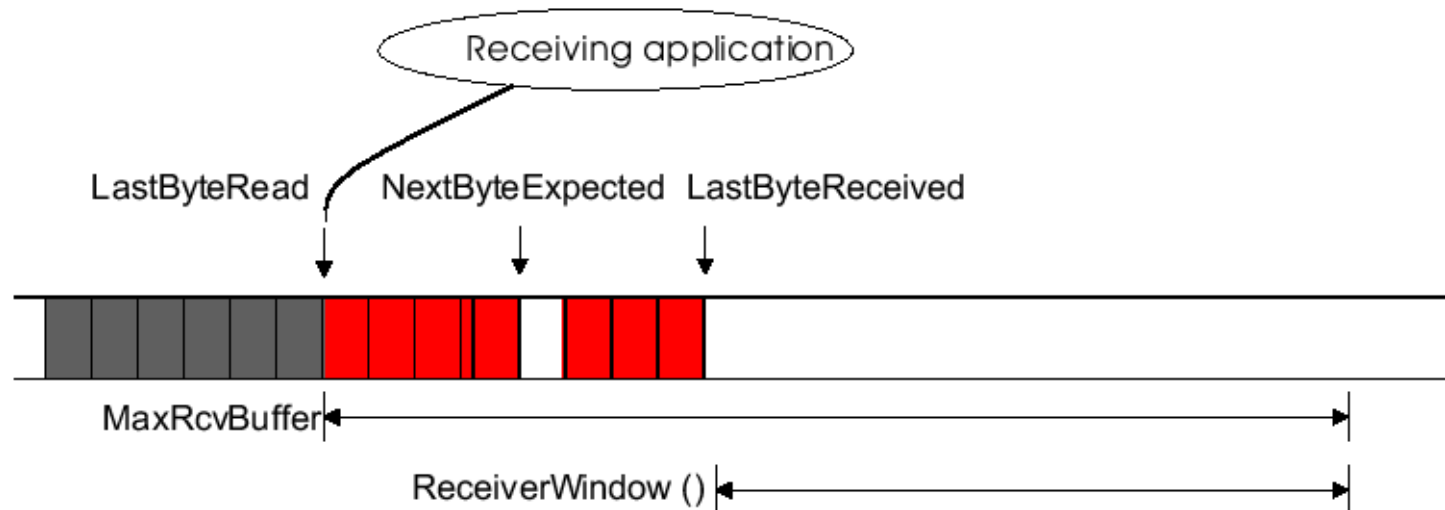 Receiving application
LastByteRead
NextByteExpected
LastByteReceived
MaxRcvBuffer
ReceiverWindow ()